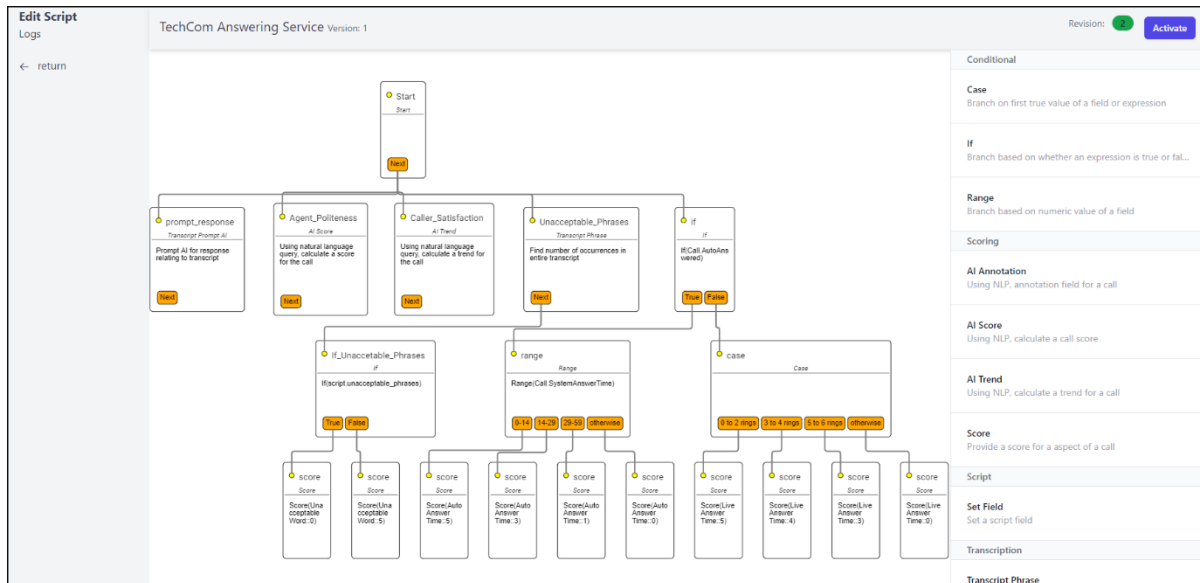 Edit Script
Logs
← return
TechCom Answering Service Version: 1
Revision: 2
Activate
Start
Start
Next
prompt_response
Transcript Prompt AI
Prompt AI for response
relating to transcript
Next
Agent_Politeness
AI Score
Using natural language
query, calculate a score
for the call
Next
Caller_Satisfaction
AI Trend
Using natural language
query, calculate a trend for
the call
Next
Unacceptable_Phrases
Transcript Phrase
Find number of occurrences in
entire transcript
Next
if
If
If(Call.AutoAns
wered)
True False
If_Unaccetable_Phrases
If
If(script.unacceptable_phrases)
True False
range
Range
Range(Call.SystemAnswerTime)
0-14 14-29 29-59 otherwise
case
Case
0 to 2 rings 3 to 4 rings 5 to 6 rings otherwise
score
Score
Score(Una
cceptable
Word::0)
score
Score
Score(Una
cceptable
Word::5)
score
Score
Score(Auto
Answer
Time::5)
score
Score
Score(Auto
Answer
Time::3)
score
Score
Score(Auto
Answer
Time::1)
score
Score
Score(Auto
Answer
Time::0)
score
Score
Score(Live
Answer
Time::5)
score
Score
Score(Live
Answer
Time::4)
score
Score
Score(Live
Answer
Time::3)
score
Score
Score(Live
Answer
Time::0)
Conditional
Case
Branch on first true value of a field or expression
If
Branch based on whether an expression is true or fal...
Range
Branch based on numeric value of a field
Scoring
AI Annotation
Using NLP, annotation field for a call
AI Score
Using NLP, calculate a call score
AI Trend
Using NLP, calculate a trend for a call
Score
Provide a score for a aspect of a call
Script
Set Field
Set a script field
Transcription
Transcript Phrase